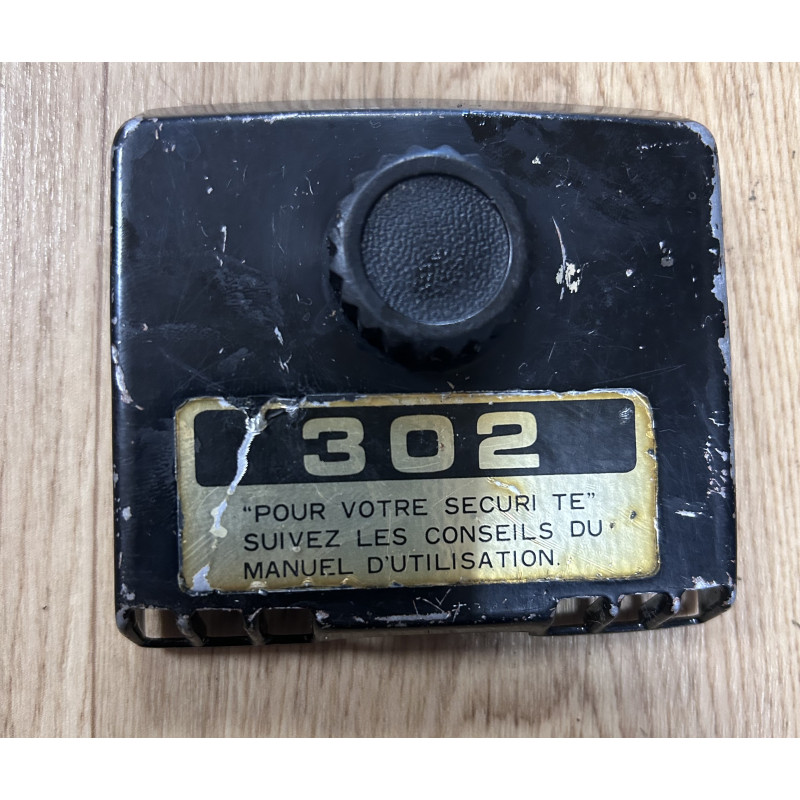 302
"POUR VOTRE SECURI TE"
SUIVEZ LES CONSEILS DU
MANUEL D'UTILISATION.